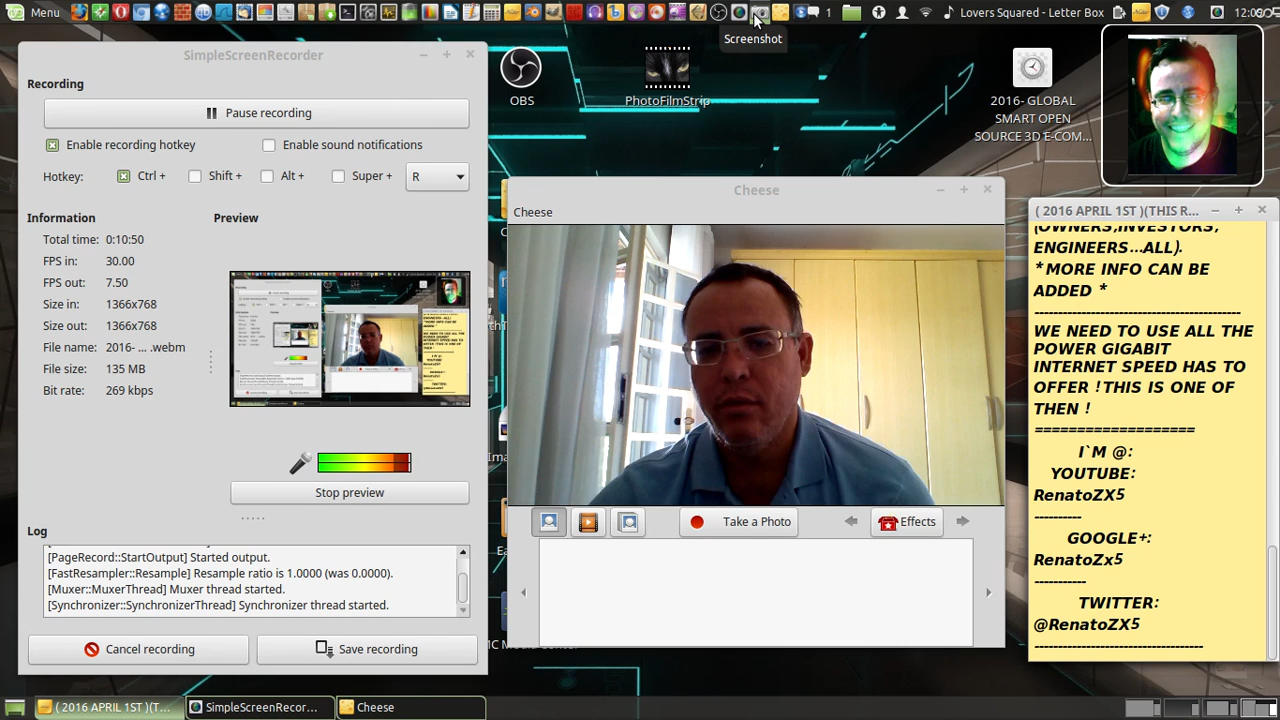 Menu
1
Lovers Squared - Letter Box
Screenshot
SimpleScreenRecorder
Recording
Pause recording
Enable recording hotkey
Enable sound notifications
Hotkey:
Ctrl +
Shift +
Alt +
Super +
R
Information
Preview
Total time: 0:10:50
FPS in: 30.00
FPS out: 7.50
Size in: 1366x768
Size out: 1366x768
File name: 2016- ... .webm
File size: 135 MB
Bit rate: 269 kbps
Stop preview
Log
[PageRecord::StartOutput] Started output.
[FastResampler::Resample] Resample ratio is 1.0000 (was 0.0000).
[Muxer::MuxerThread] Muxer thread started.
[Synchronizer::SynchronizerThread] Synchronizer thread started.
Cancel recording
Save recording
OBS
PhotoFilmStrip
2016- GLOBAL
SMART OPEN
SOURCE 3D E-COM...
Cheese
Cheese
Take a Photo
Effects
( 2016 APRIL 1ST )(THIS R...
(OWNERS,INVESTORS,
ENGINEERS...ALL).
*MORE INFO CAN BE
ADDED *
--------------------------------------------
WE NEED TO USE ALL THE
POWER GIGABIT
INTERNET SPEED HAS TO
OFFER !THIS IS ONE OF
THEN !
===================
I`M @:
YOUTUBE:
RenatoZX5
----------
GOOGLE+:
RenatoZx5
-----------
TWITTER:
@RenatoZX5
------------------------------------
( 2016 APRIL 1ST )(T...
SimpleScreenRecor...
Cheese